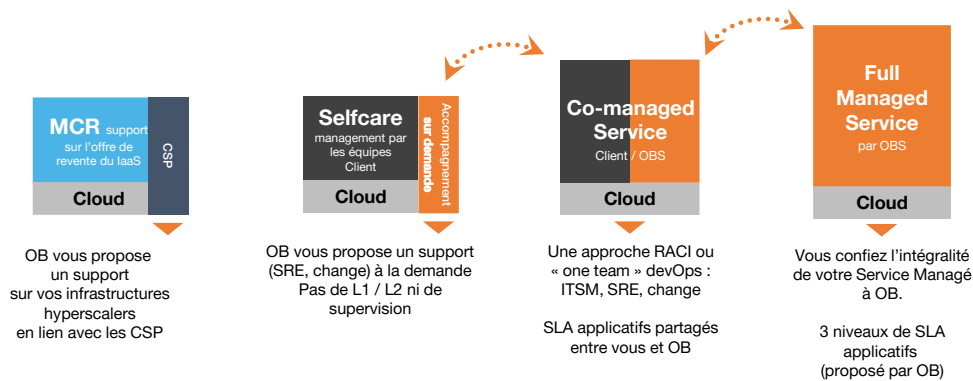 MCR support
sur l'offre de
revente du IaaS
CSP
Cloud
OB vous propose
un support
sur vos infrastructures
hyperscalers
en lien avec les CSP
Selfcare
management par
les équipes
Client
Accompagnement
sur demande
Cloud
OB vous propose un support
(SRE, change) à la demande
Pas de L1 / L2 ni de
supervision
Co-managed
Service
Client / OBS
Cloud
Une approche RACI ou
« one team » devOps :
ITSM, SRE, change
SLA applicatifs partagés
entre vous et OB
Full
Managed
Service
par OBS
Cloud
Vous confiez l'intégralité
de votre Service Managé
à OB.
3 niveaux de SLA
applicatifs
(proposé par OB)